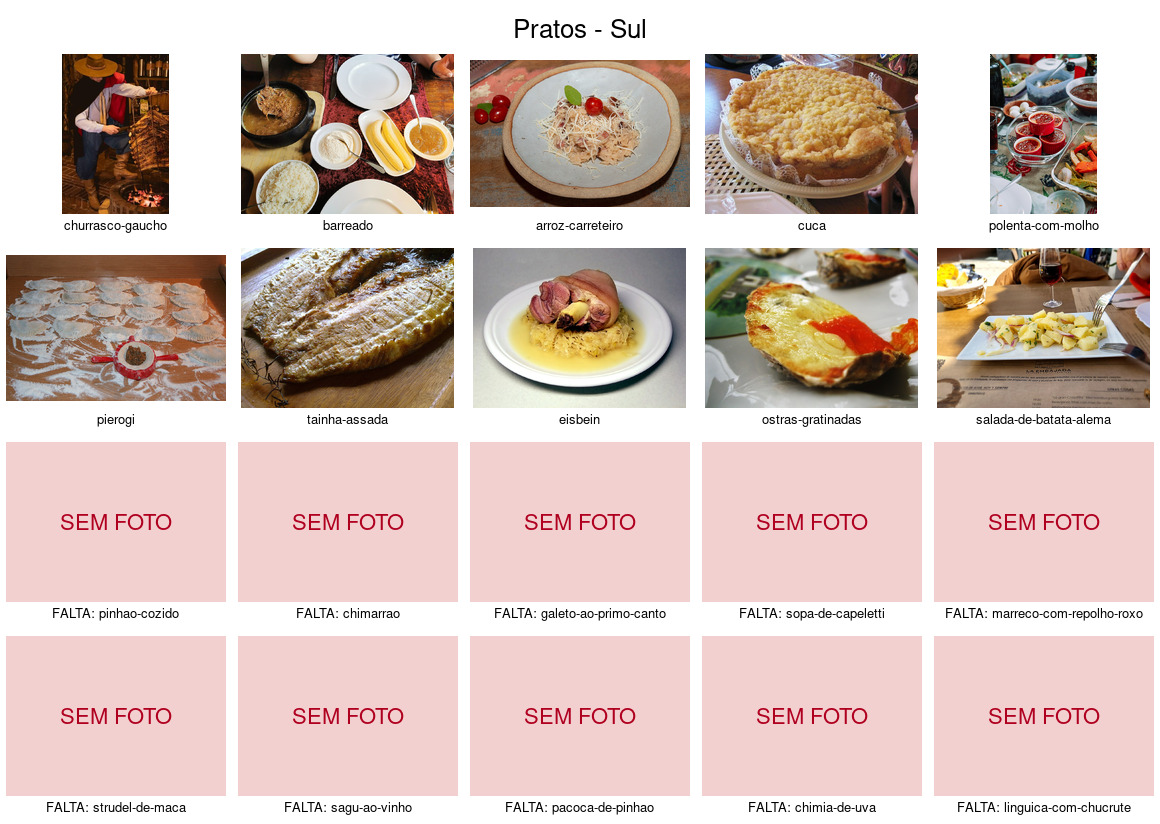 Pratos - Sul
churrasco-gaucho
barreado
arroz-carreteiro
cuca
polenta-com-molho
pierogi
tainha-assada
eisbein
ostras-gratinadas
salada-de-batata-alema
SEM FOTO
SEM FOTO
SEM FOTO
SEM FOTO
SEM FOTO
FALTA: pinhao-cozido
FALTA: chimarrao
FALTA: galeto-ao-primo-canto
FALTA: sopa-de-capeletti
FALTA: marreco-com-repolho-roxo
SEM FOTO
SEM FOTO
SEM FOTO
SEM FOTO
SEM FOTO
FALTA: strudel-de-maca
FALTA: sagu-ao-vinho
FALTA: pacoca-de-pinhao
FALTA: chimia-de-uva
FALTA: linguica-com-chucrute